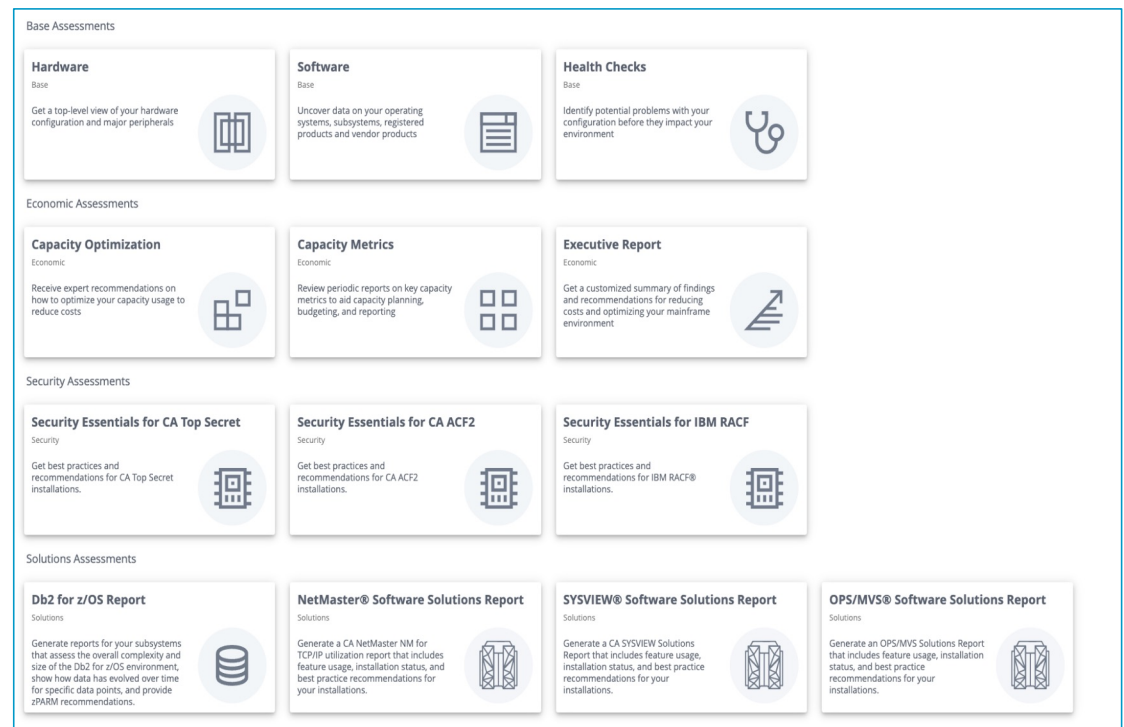 Base Assessments
Hardware
Base
Get a top-level view of your hardware
configuration and major peripherals
Software
Base
Uncover data on your operating
systems, subsystems, registered
products and vendor products
Health Checks
Base
Identify potential problems with your
configuration before they impact your
environment
Economic Assessments
Capacity Optimization
Economic
Receive expert recommendations on
how to optimize your capacity usage to
reduce costs
Capacity Metrics
Economic
Review periodic reports on key capacity
metrics to aid capacity planning,
budgeting, and reporting
Executive Report
Economic
Get a customized summary of findings
and recommendations for reducing
costs and optimizing your mainframe
environment
Security Assessments
Security Essentials for CA Top Secret
Security
Get best practices and
recommendations for CA Top Secret
installations.
Security Essentials for CA ACF2
Security
Get best practices and
recommendations for CA ACF2
installations.
Security Essentials for IBM RACF
Security
Get best practices and
recommendations for IBM RACF®
installations.
Solutions Assessments
Db2 for z/OS Report
Solutions
Generate reports for your subsystems
that assess the overall complexity and
size of the Db2 for z/OS environment,
show how data has evolved over time
for specific data points, and provide
zPARM recommendations.
NetMaster® Software Solutions Report
Solutions
Generate a CA NetMaster NM for
TCP/IP utilization report that includes
feature usage, installation status, and
best practice recommendations for
your installations.
SYSVIEW® Software Solutions Report
Solutions
Generate a CA SYSVIEW Solutions
Report that includes feature usage,
installation status, and best practice
recommendations for your
installations.
OPS/MVS® Software Solutions Report
Solutions
Generate an OPS/MVS Solutions Report
that includes feature usage, installation
status, and best practice
recommendations for your
installations.